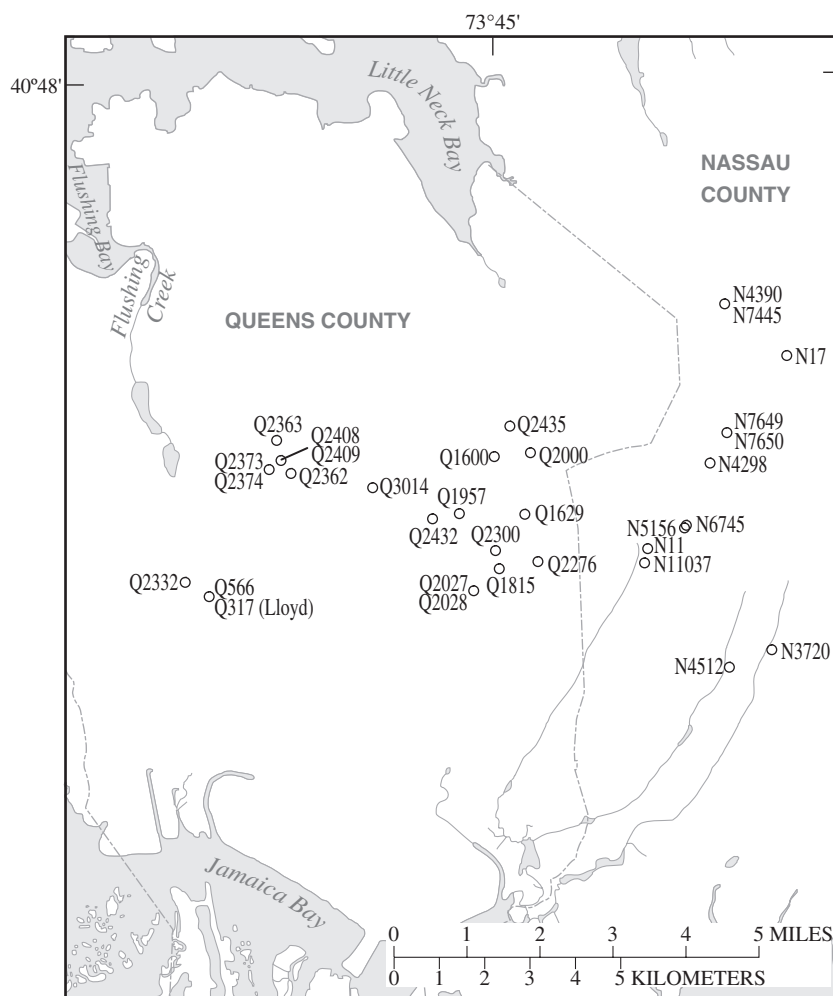 73°45'
40°48'
Little Neck Bay
NASSAU
COUNTY
Flushing Bay
Flushing
Creek
QUEENS COUNTY
N4390
N7445
N17
Q2363
Q2408
Q2409
Q2435
N7649
N7650
Q2373
Q2374
Q2362
Q1600
Q2000
N4298
Q3014
Q1957
Q2432
Q1629
N5156
N6745
Q2300
N11
N11037
Q2276
Q2332
Q566
Q317 (Lloyd)
Q2027
Q2028
Q1815
N3720
N4512
Jamaica Bay
0 1 2 3 4 5 MILES
0 1 2 3 4 5 KILOMETERS